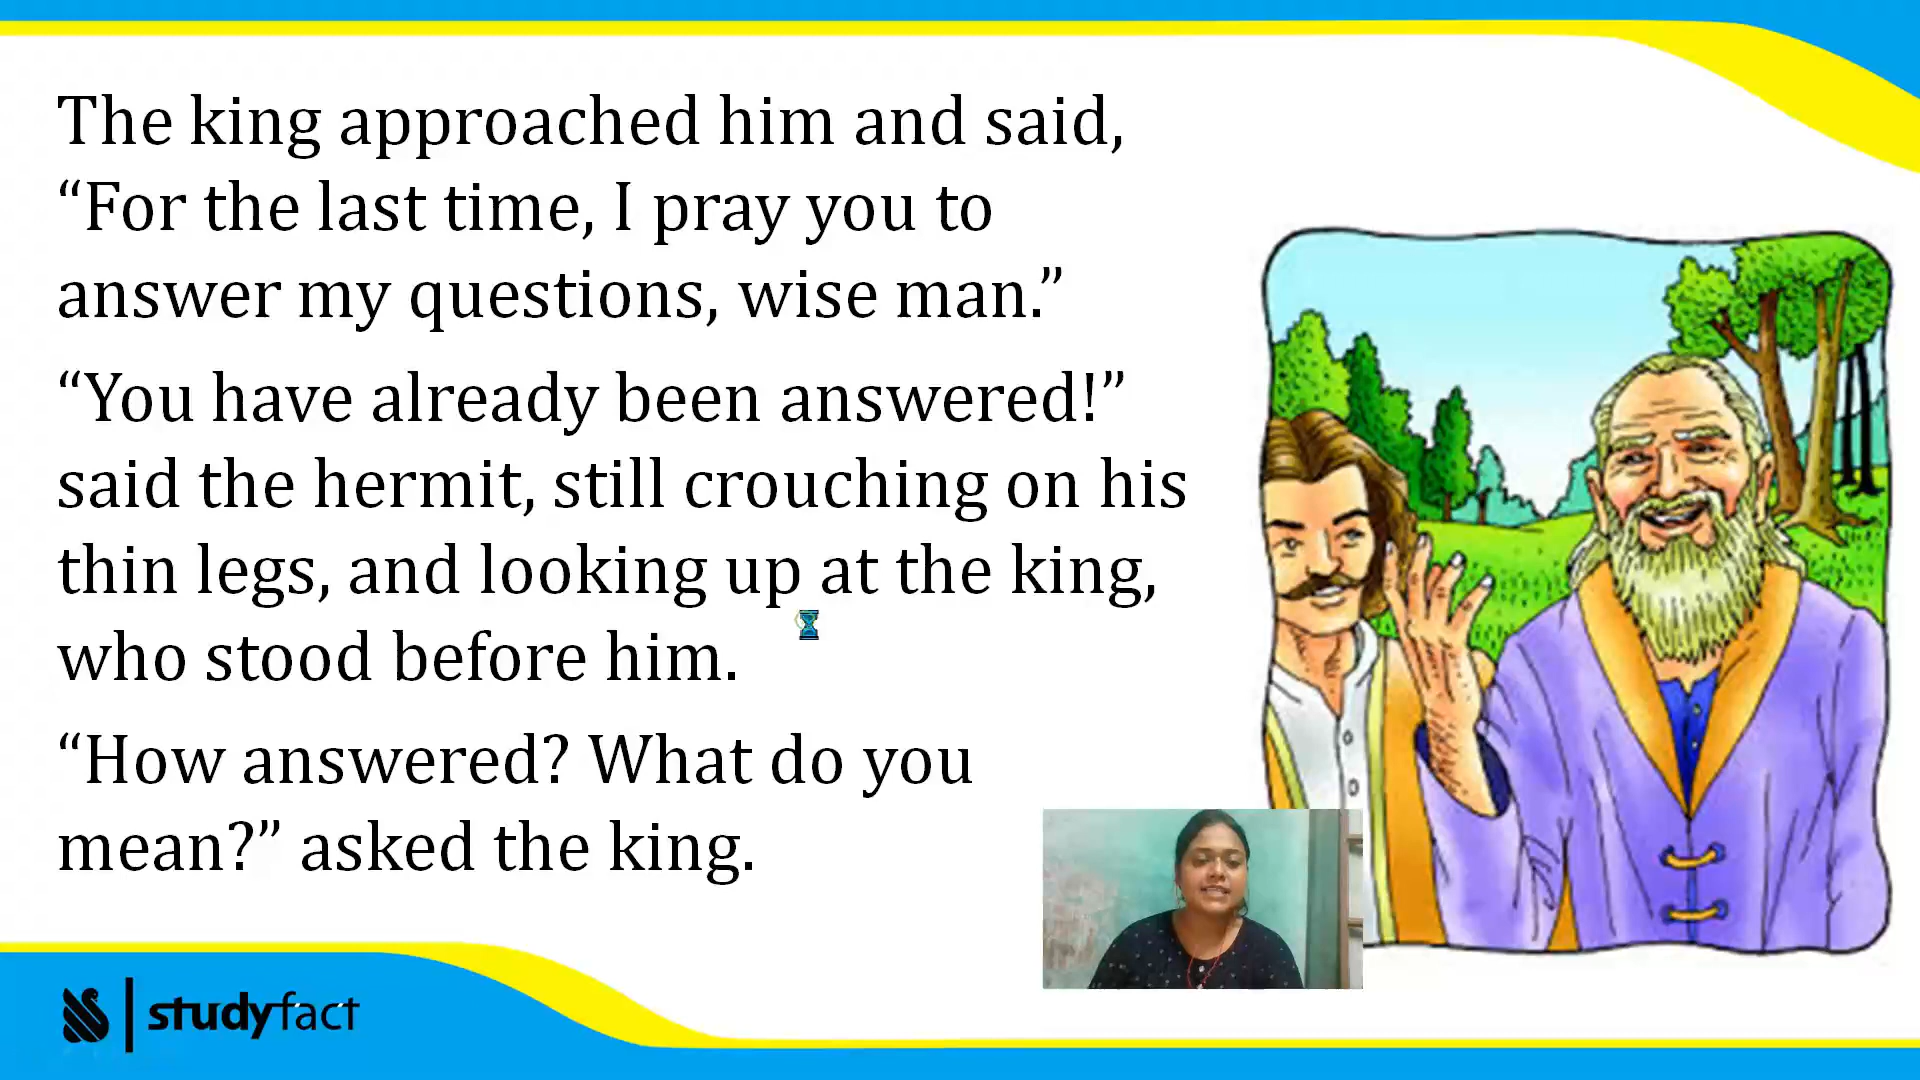 The king approached him and said,
“For the last time, I pray you to
answer my questions, wise man.”
“You have already been answered!”
said the hermit, still crouching on his
thin legs, and looking up at the king,
who stood before him.
“How answered? What do you
mean?” asked the king.
studyfact